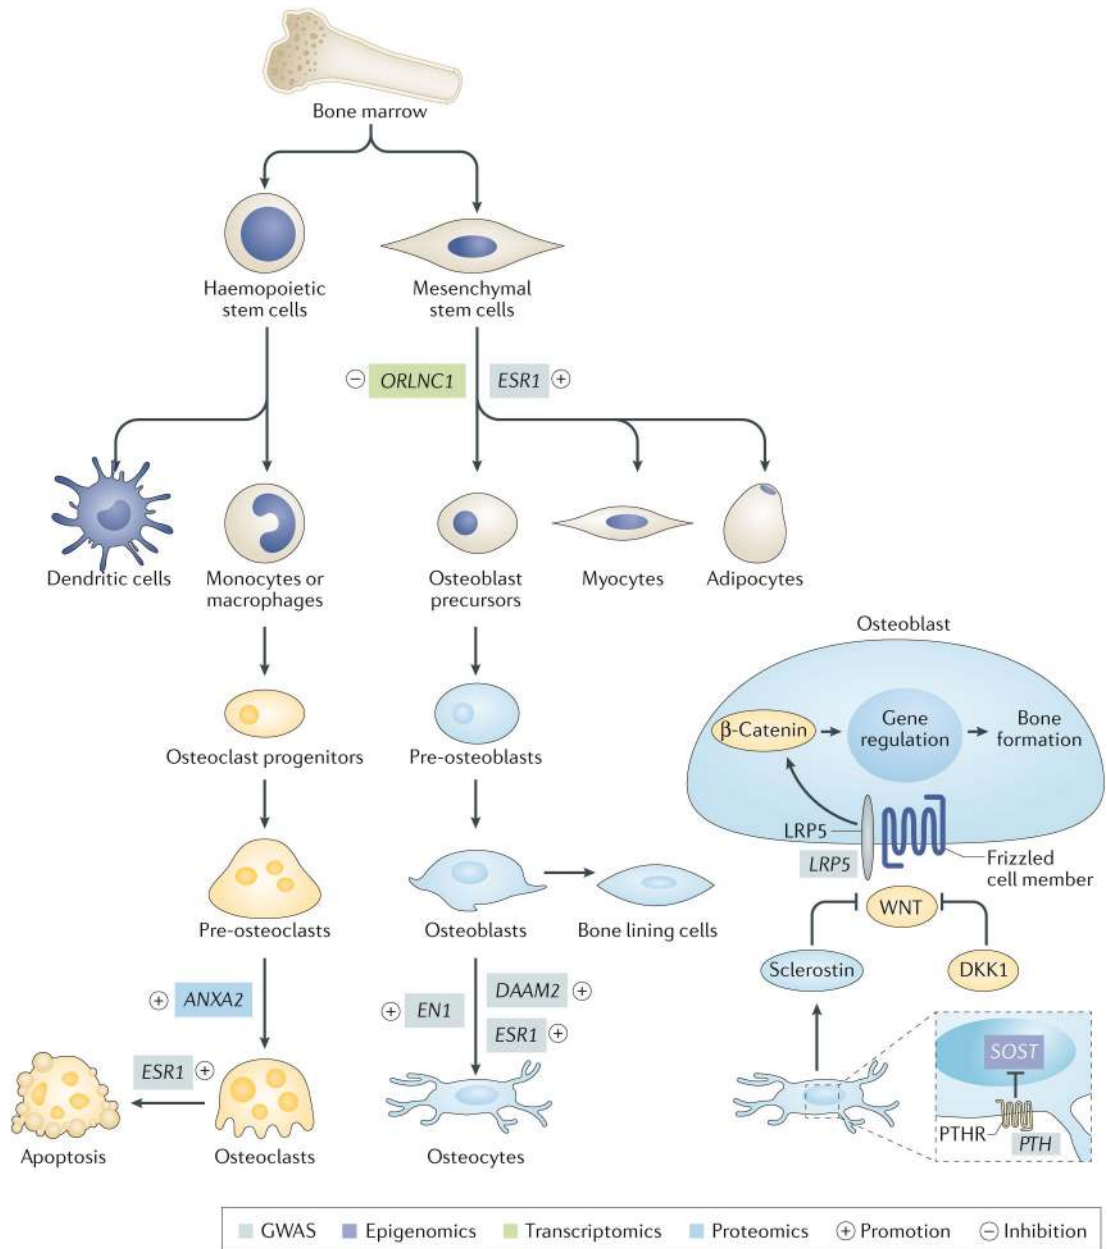 Bone marrow
Haemopoietic
stem cells
Mesenchymal
stem cells
⊖ ORLNC1
ESR1 ⊕
Dendritic cells
Monocytes or
macrophages
Osteoblast
precursors
Myocytes
Adipocytes
Osteoclast progenitors
Pre-osteoblasts
Pre-osteoclasts
Osteoblasts
Bone lining cells
⊕ ANXA2
⊕ EN1
DAAM2 ⊕
ESR1 ⊕
ESR1 ⊕
Apoptosis
Osteoclasts
Osteocytes
Osteoblast
β-Catenin
Gene
regulation
Bone
formation
LRP5
LRP5
Frizzled
cell member
WNT
Sclerostin
DKK1
SOST
PTHR
PTH
GWAS Epigenomics Transcriptomics Proteomics ⊕ Promotion ⊖ Inhibition